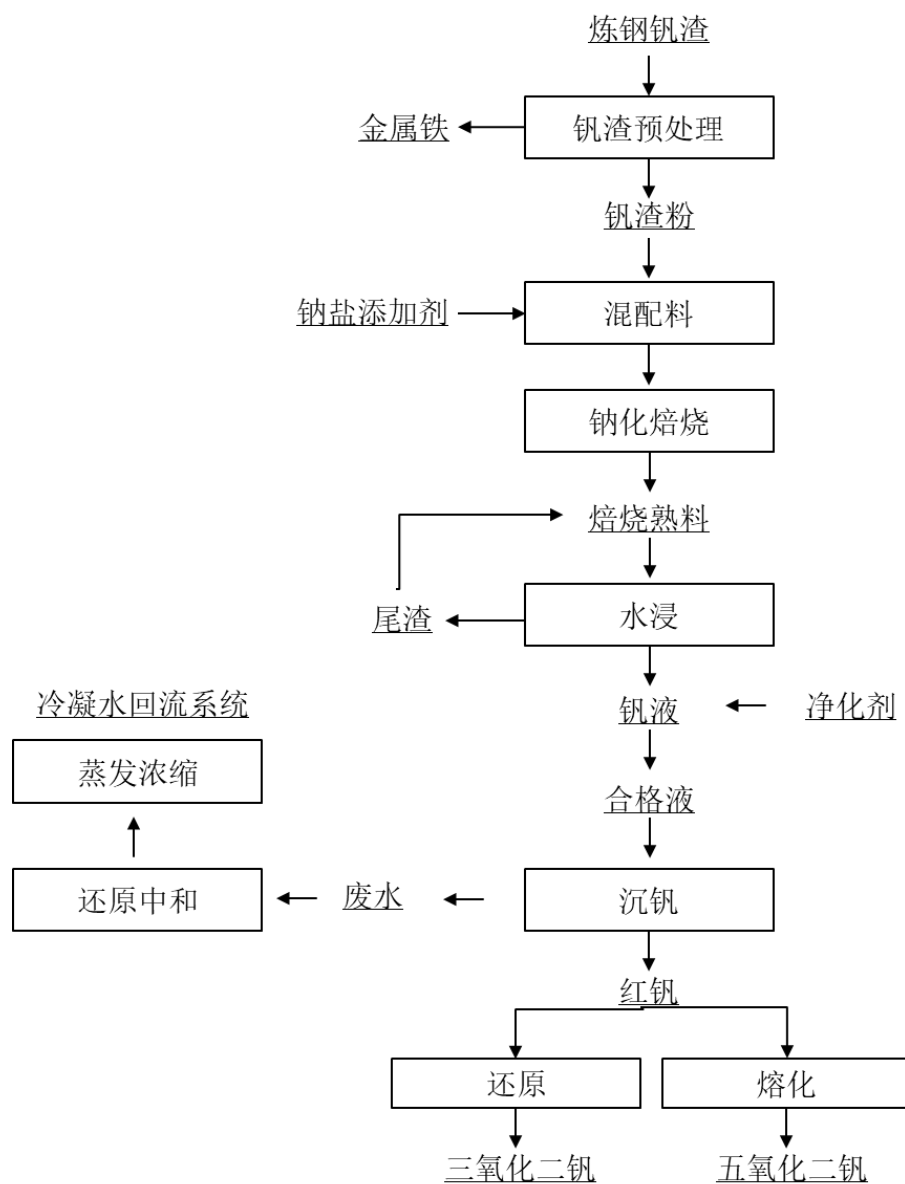 炼钢钒渣
金属铁
钒渣预处理
钒渣粉
钠盐添加剂
混配料
钠化焙烧
焙烧熟料
尾渣
水浸
冷凝水回流系统
钒液
净化剂
蒸发浓缩
合格液
还原中和
废水
沉钒
红钒
还原
熔化
三氧化二钒
五氧化二钒